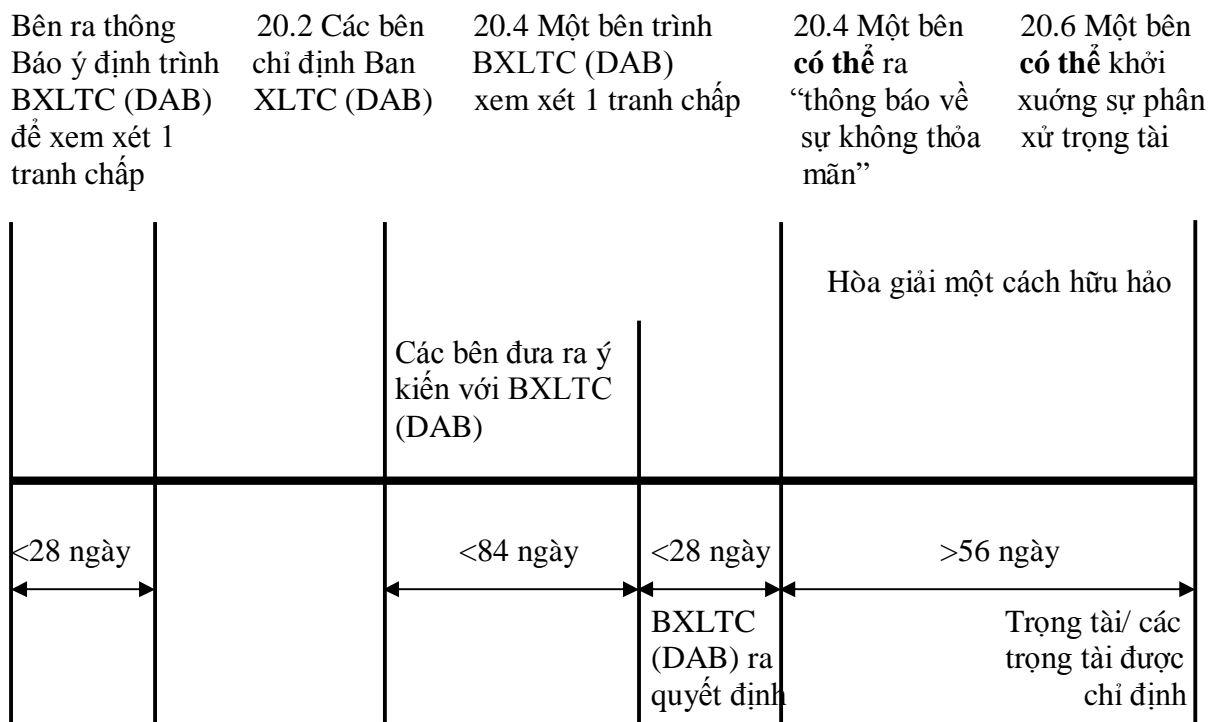 Bên ra thông
Báo ý định trình
BXLTC (DAB)
để xem xét 1
tranh chấp
20.2 Các bên
chỉ định Ban
XLTC (DAB)
20.4 Một bên trình
BXLTC (DAB)
xem xét 1 tranh chấp
20.4 Một bên
có thể ra
“thông báo về
sự không thỏa
mãn”
20.6 Một bên
có thể khởi
xuớng sự phân
xử trọng tài
Hòa giải một cách hữu hảo
Các bên đưa ra ý
kiến với BXLTC
(DAB)
<28 ngày
<84 ngày
<28 ngày
>56 ngày
BXLTC
(DAB) ra
quyết định
Trọng tài/ các
trọng tài được
chỉ định